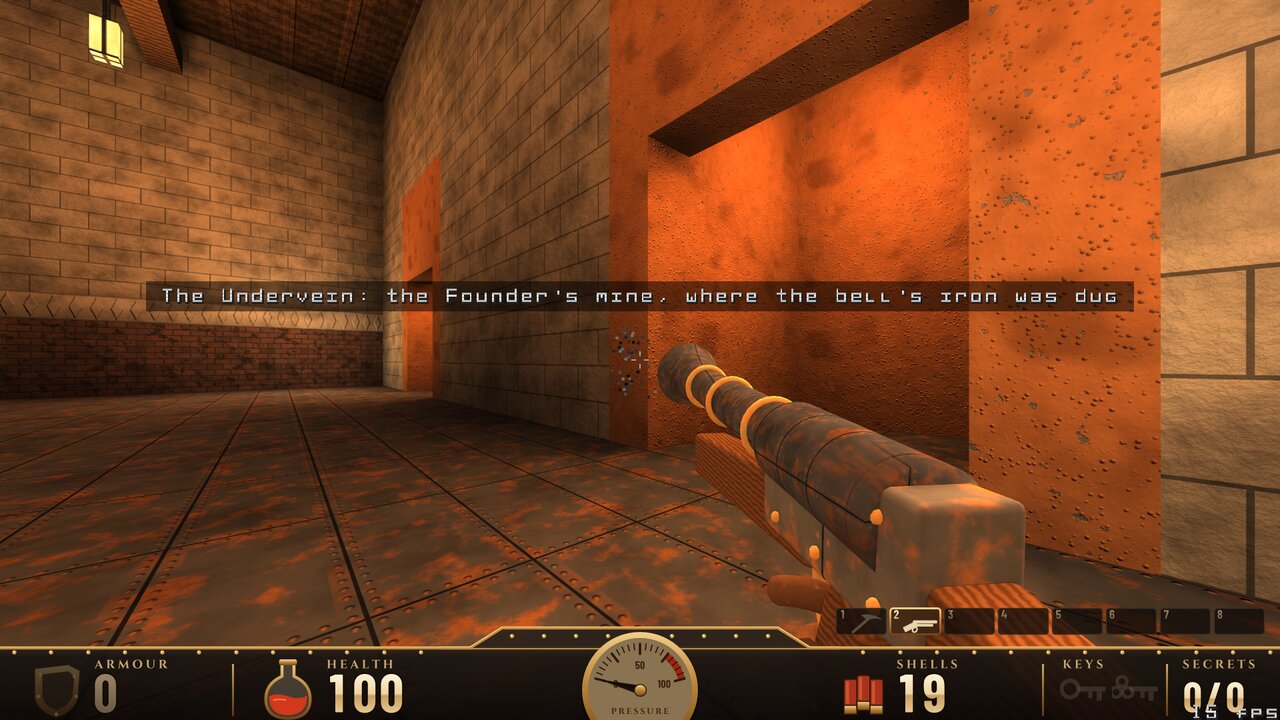 The Undervein: the Founder's mine, where the bell's iron was dug
1 2 3 4 5 6 7 8
ARMOUR
0
HEALTH
100
50
100
PRESSURE
SHELLS
19
KEYS
SECRETS
0/0
15 FPS